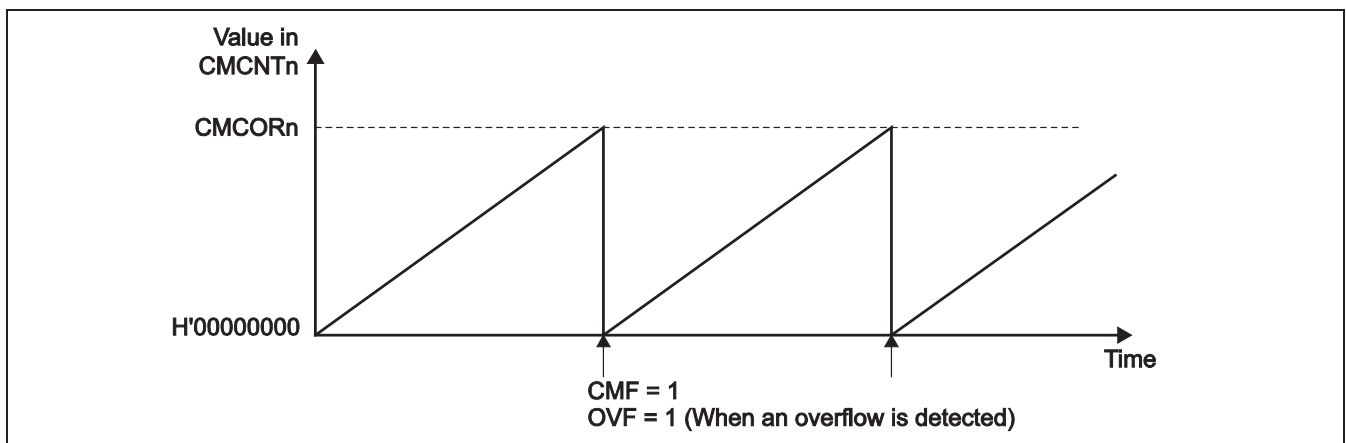 Value in
CMCNTn
CMCORn
H'00000000
Time
CMF = 1
OVF = 1 (When an overflow is detected)